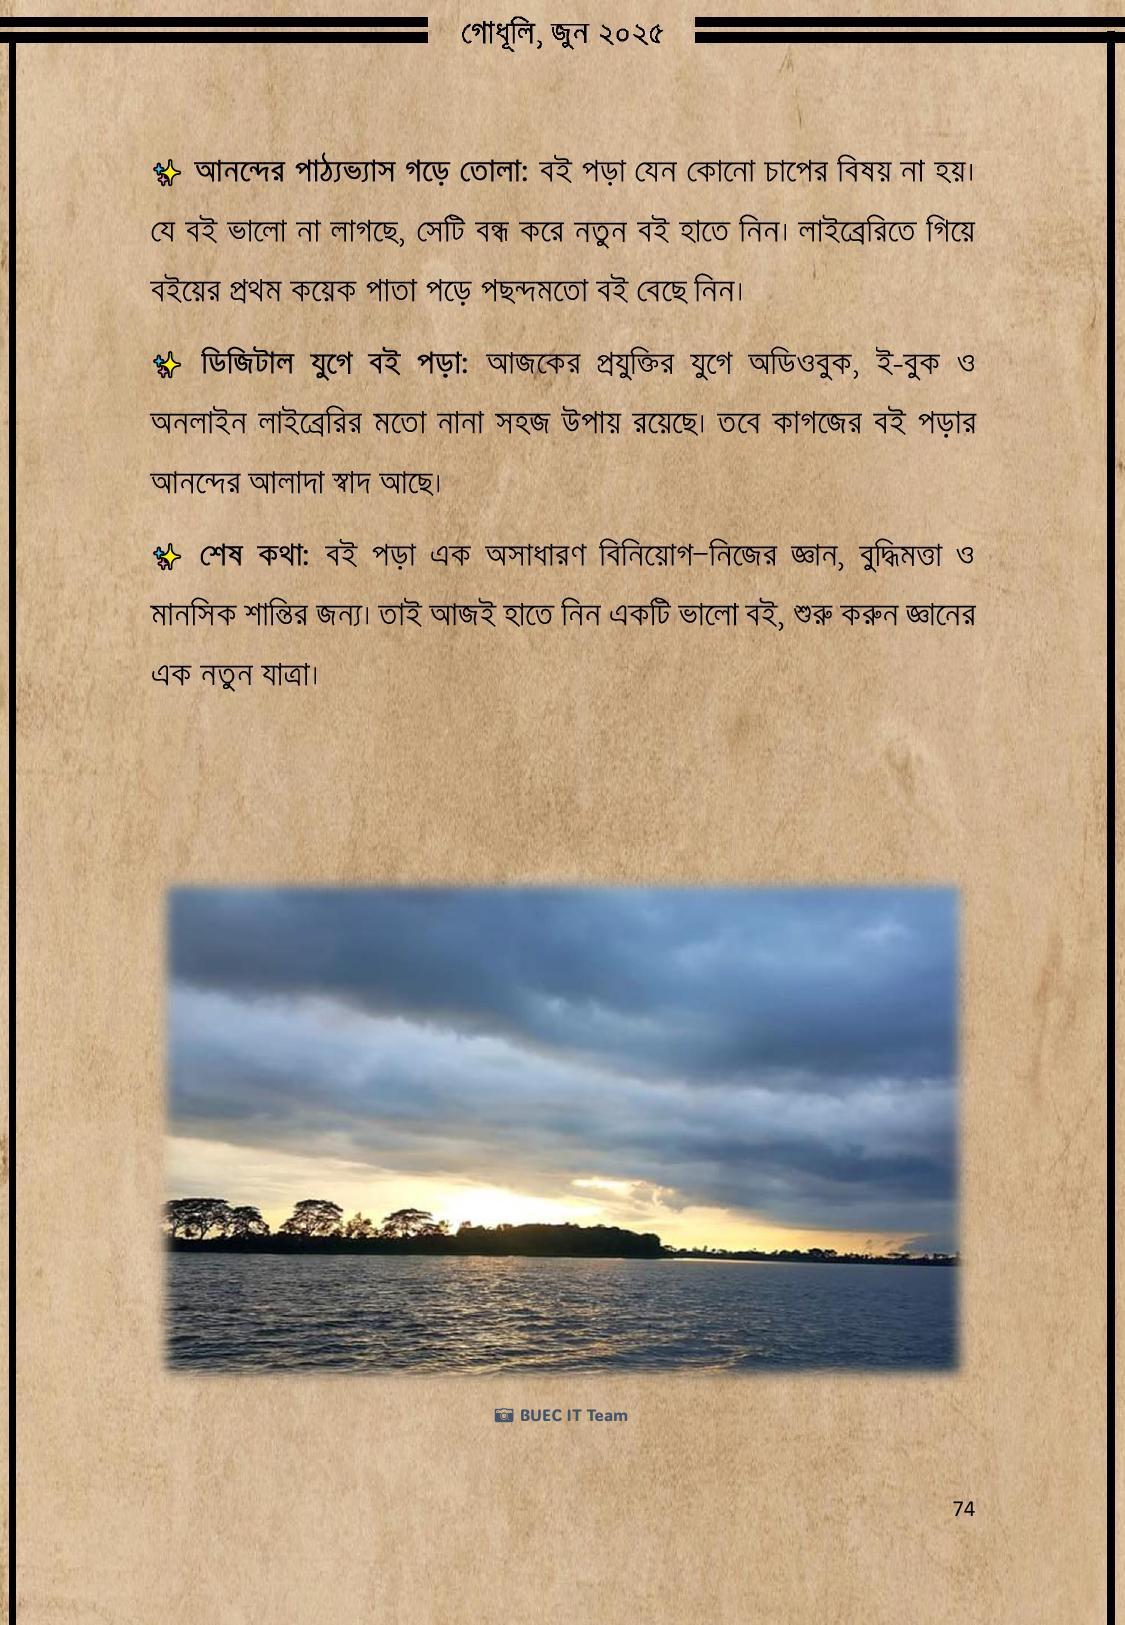 গোধূলি, জুন ২০২৫
✨ আনন্দের পাঠ্যভ্যাস গড়ে তোলা: বই পড়া যেন কোনো চাপের বিষয় না হয়।
যে বই ভালো না লাগছে, সেটি বন্ধ করে নতুন বই হাতে নিন। লাইব্রেরিতে গিয়ে
বইয়ের প্রথম কয়েক পাতা পড়ে পছন্দমতো বই বেছে নিন।
✨ ডিজিটাল যুগে বই পড়া: আজকের প্রযুক্তির যুগে অডিওবুক, ই-বুক ও
অনলাইন লাইব্রেরির মতো নানা সহজ উপায় রয়েছে। তবে কাগজের বই পড়ার
আনন্দের আলাদা স্বাদ আছে।
✨ শেষ কথা: বই পড়া এক অসাধারণ বিনিয়োগ–নিজের জ্ঞান, বুদ্ধিমত্তা ও
মানসিক শান্তির জন্য। তাই আজই হাতে নিন একটি ভালো বই, শুরু করুন জ্ঞানের
এক নতুন যাত্রা।
📷 BUEC IT Team
74